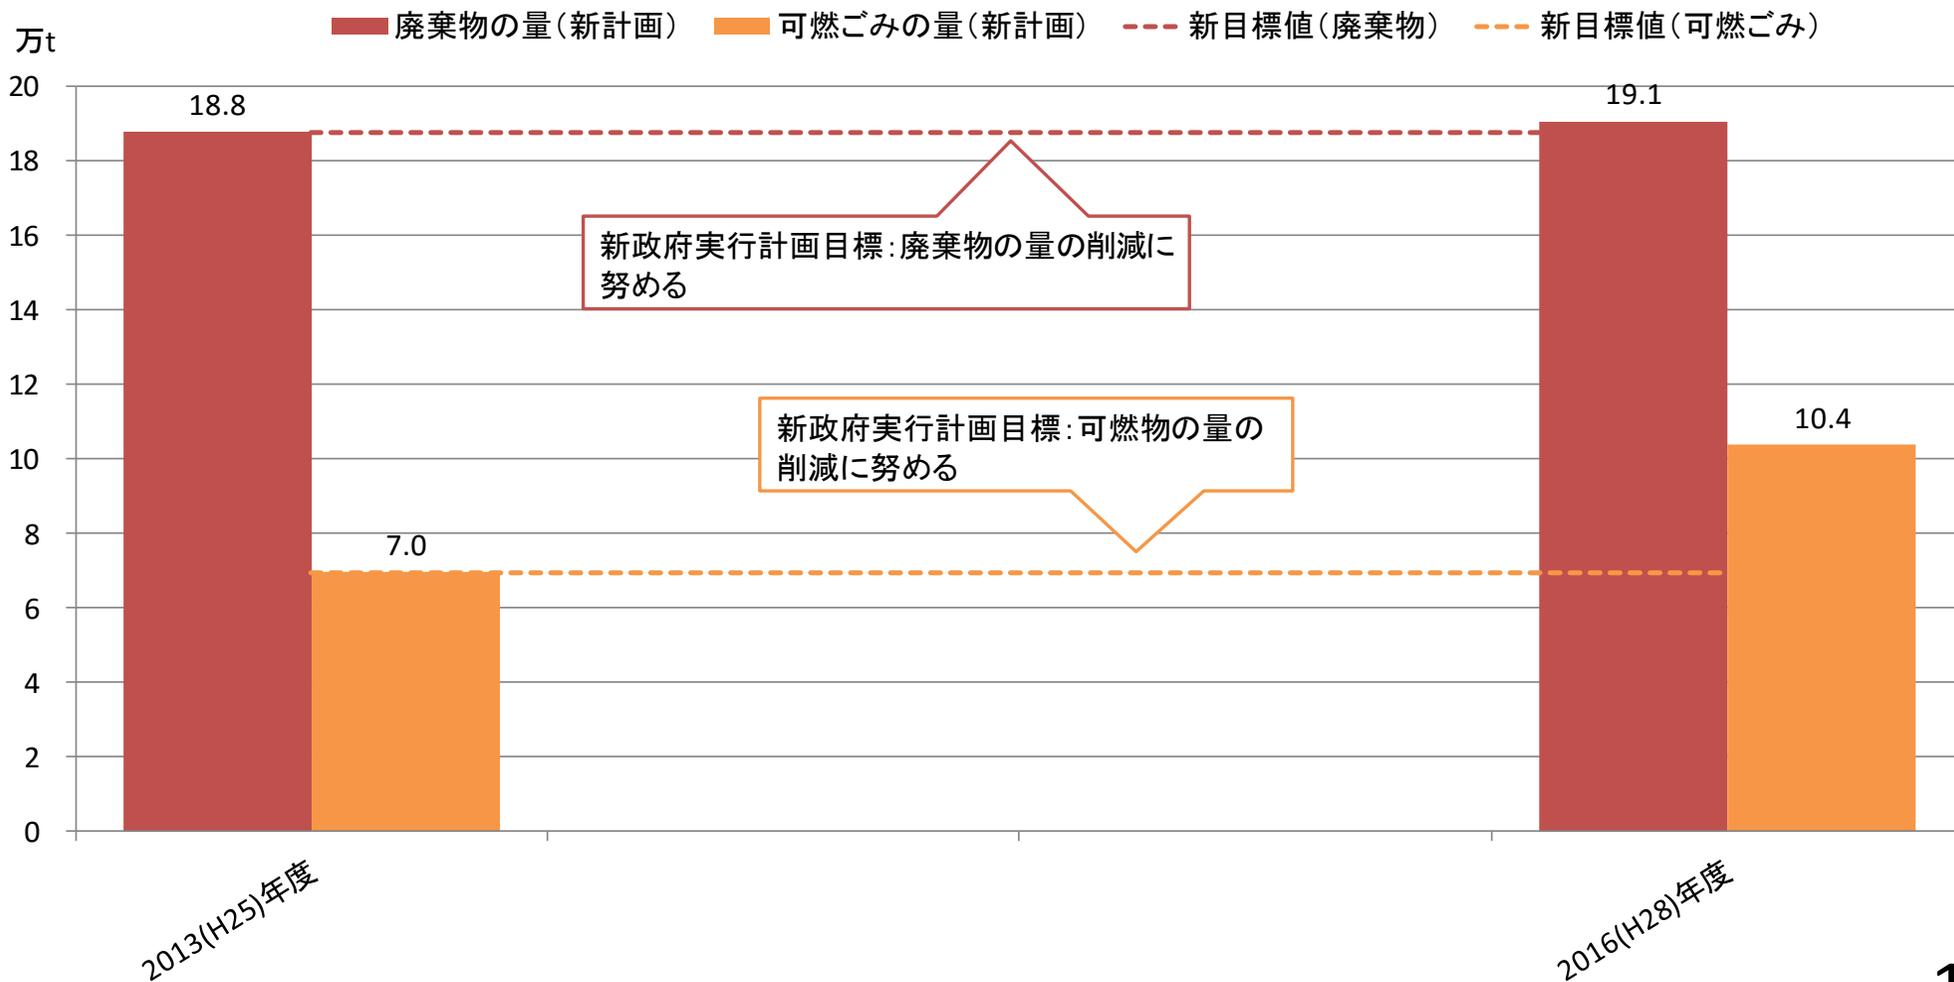 廃棄物の量(新計画) 可燃ごみの量(新計画) 新目標値(廃棄物) 新目標値(可燃ごみ)
万t
20
18.8
19.1
18
新政府実行計画目標:廃棄物の量の削減に
努める
16
14
12
新政府実行計画目標:可燃物の量の
削減に努める
10.4
10
8
7.0
6
4
2
0
2013(H25)年度
2016(H28)年度